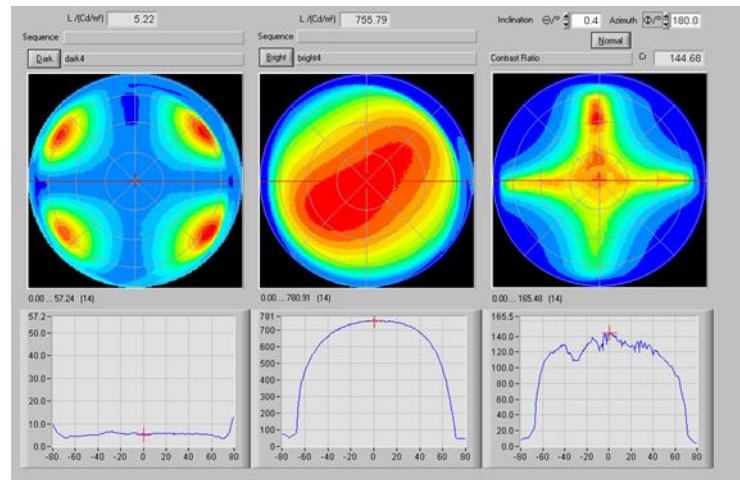 L /(Cd/m²) 5.22
Sequence
Dark dark4
0.00 ... 57.24 (14)
57.2
50.0
40.0
30.0
20.0
10.0
0.0
-80 -60 -40 -20 0 20 40 60 80
L /(Cd/m²) 755.79
Sequence
Bright bright4
0.00 ... 780.91 (14)
781
700
600
500
400
300
200
100
0
-80 -60 -40 -20 0 20 40 60 80
Inclination Θ/° 0.4 Azimuth Φ/° 180.0
Normal
Contrast Ratio Cr 144.68
0.00 ... 165.48 (14)
165.5
140.0
120.0
100.0
80.0
60.0
40.0
20.0
0.0
-80 -60 -40 -20 0 20 40 60 80